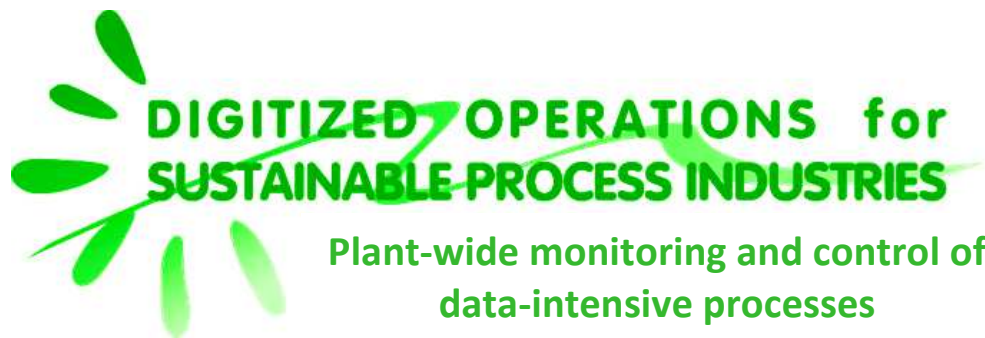 DIGITIZED OPERATIONS for
SUSTAINABLE PROCESS INDUSTRIES
Plant-wide monitoring and control of
data-intensive processes